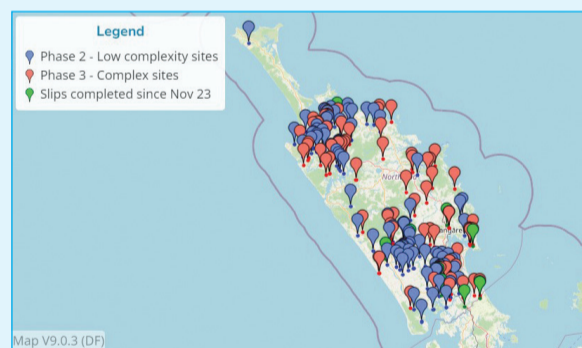 Legend
Phase 2 - Low complexity sites
Phase 3 - Complex sites
Slips completed since Nov 23
Map V9.0.3 (DF)